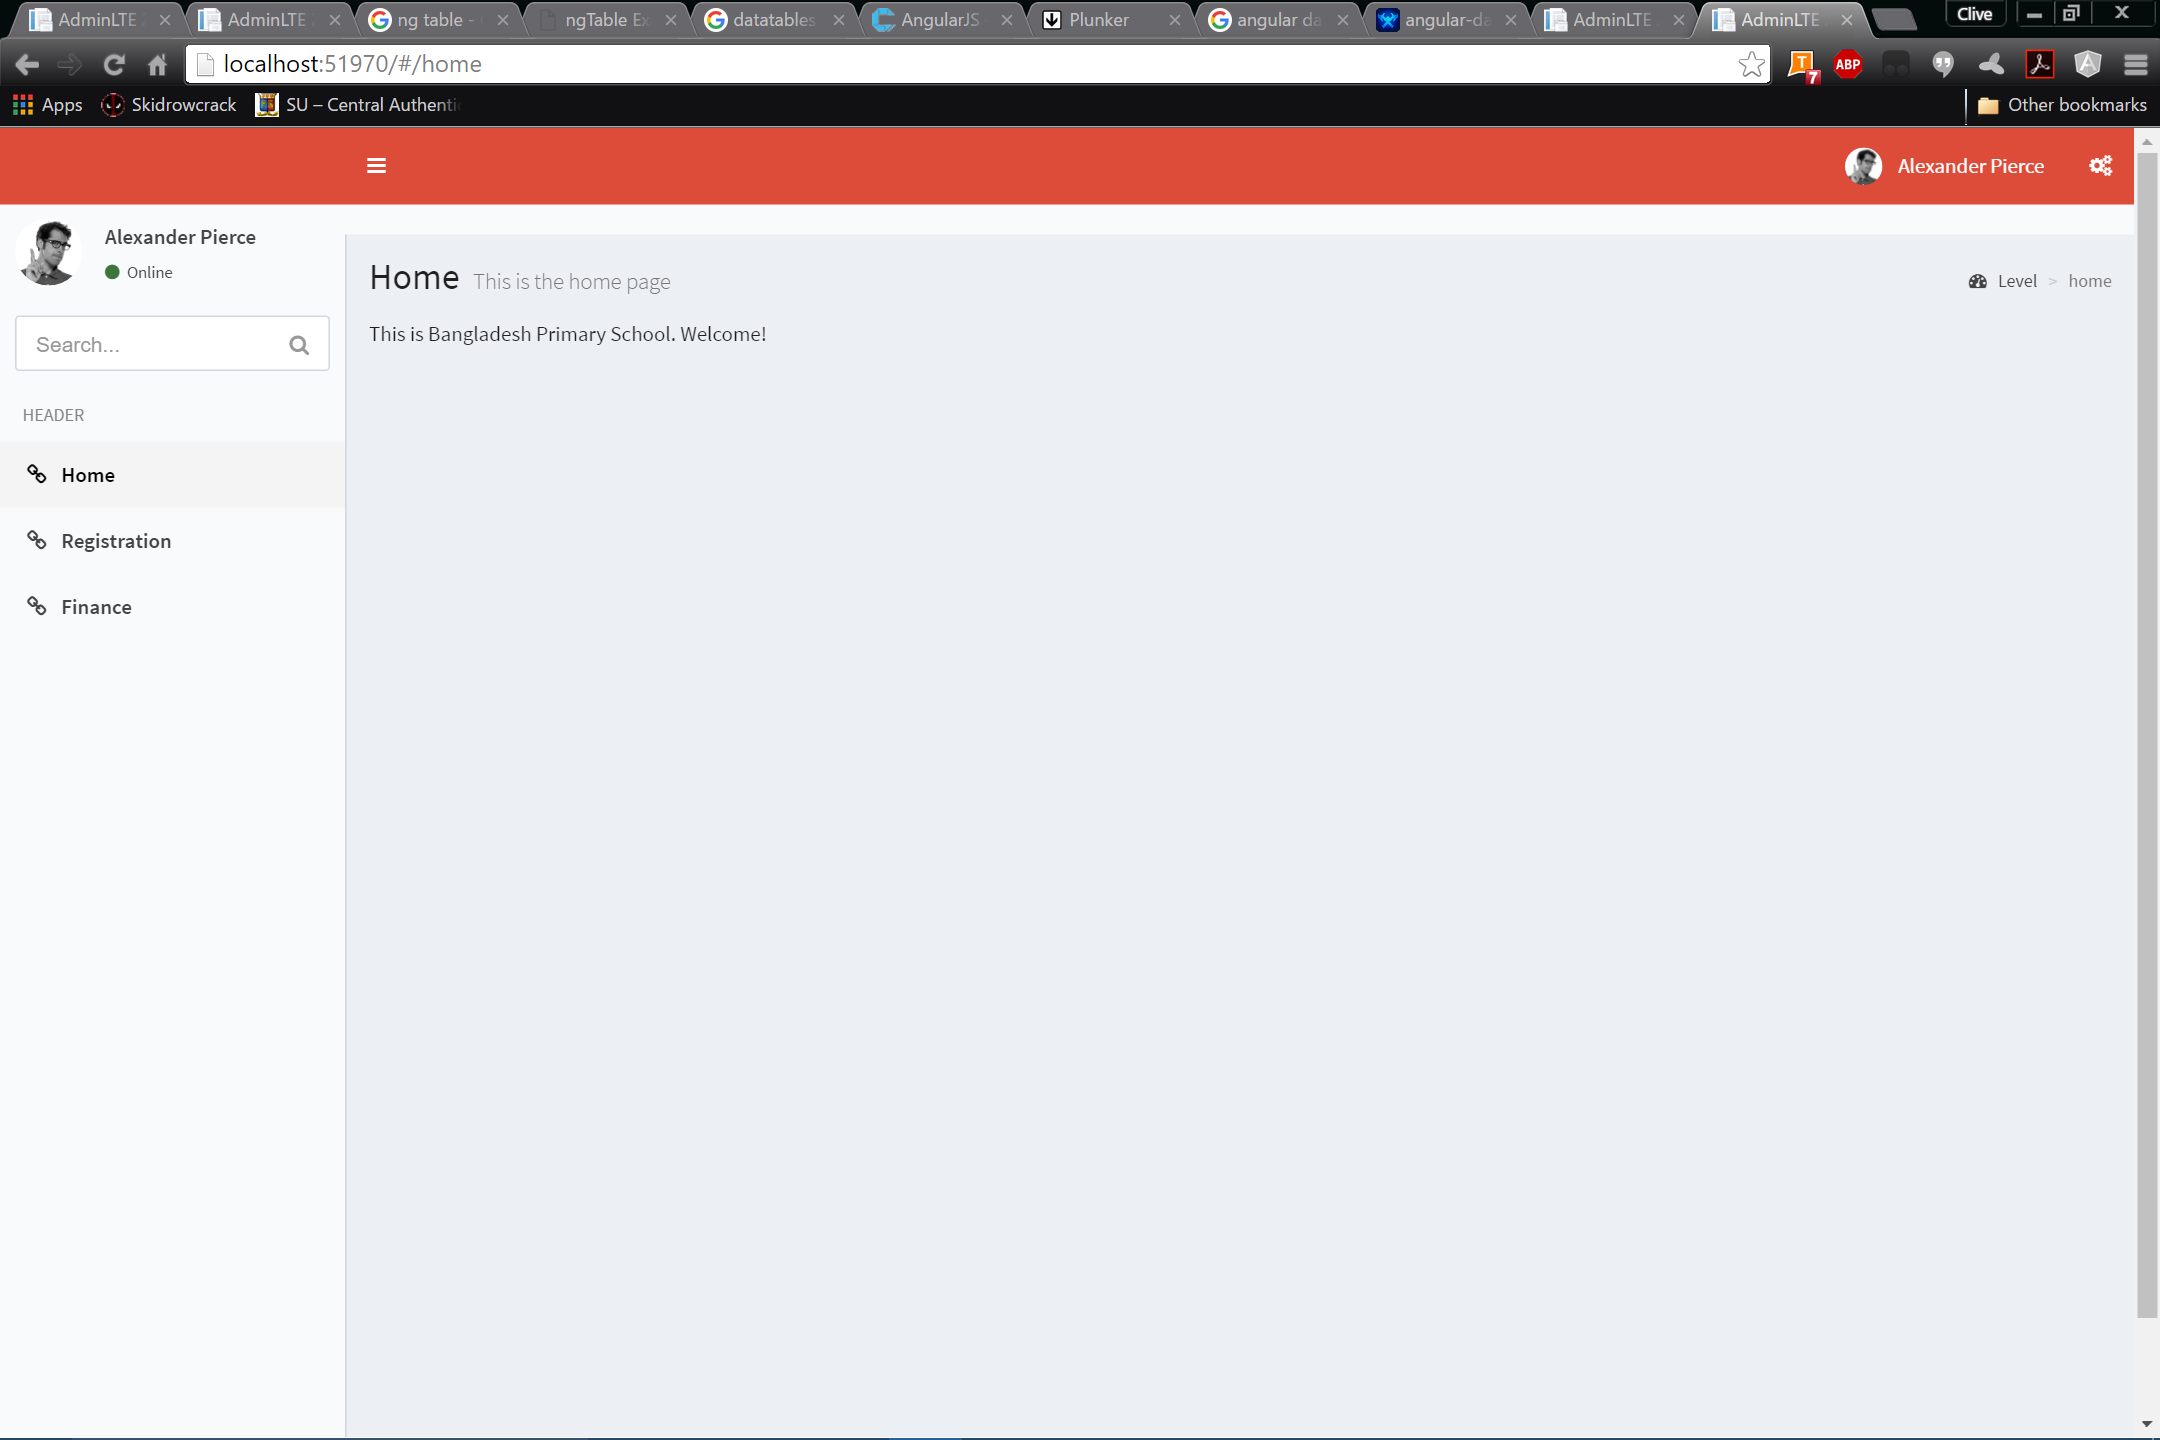 AdminLTE AdminLTE ng table - ngTable Ex datatables AngularJS Plunker angular da angular-da AdminLTE AdminLTE Clive
localhost:51970/#/home T 7 ABP
Apps Skidrowcrack SU – Central Authenti Other bookmarks
Alexander Pierce
Alexander Pierce
Online
Home This is the home page Level > home
Search...
This is Bangladesh Primary School. Welcome!
HEADER
Home
Registration
Finance